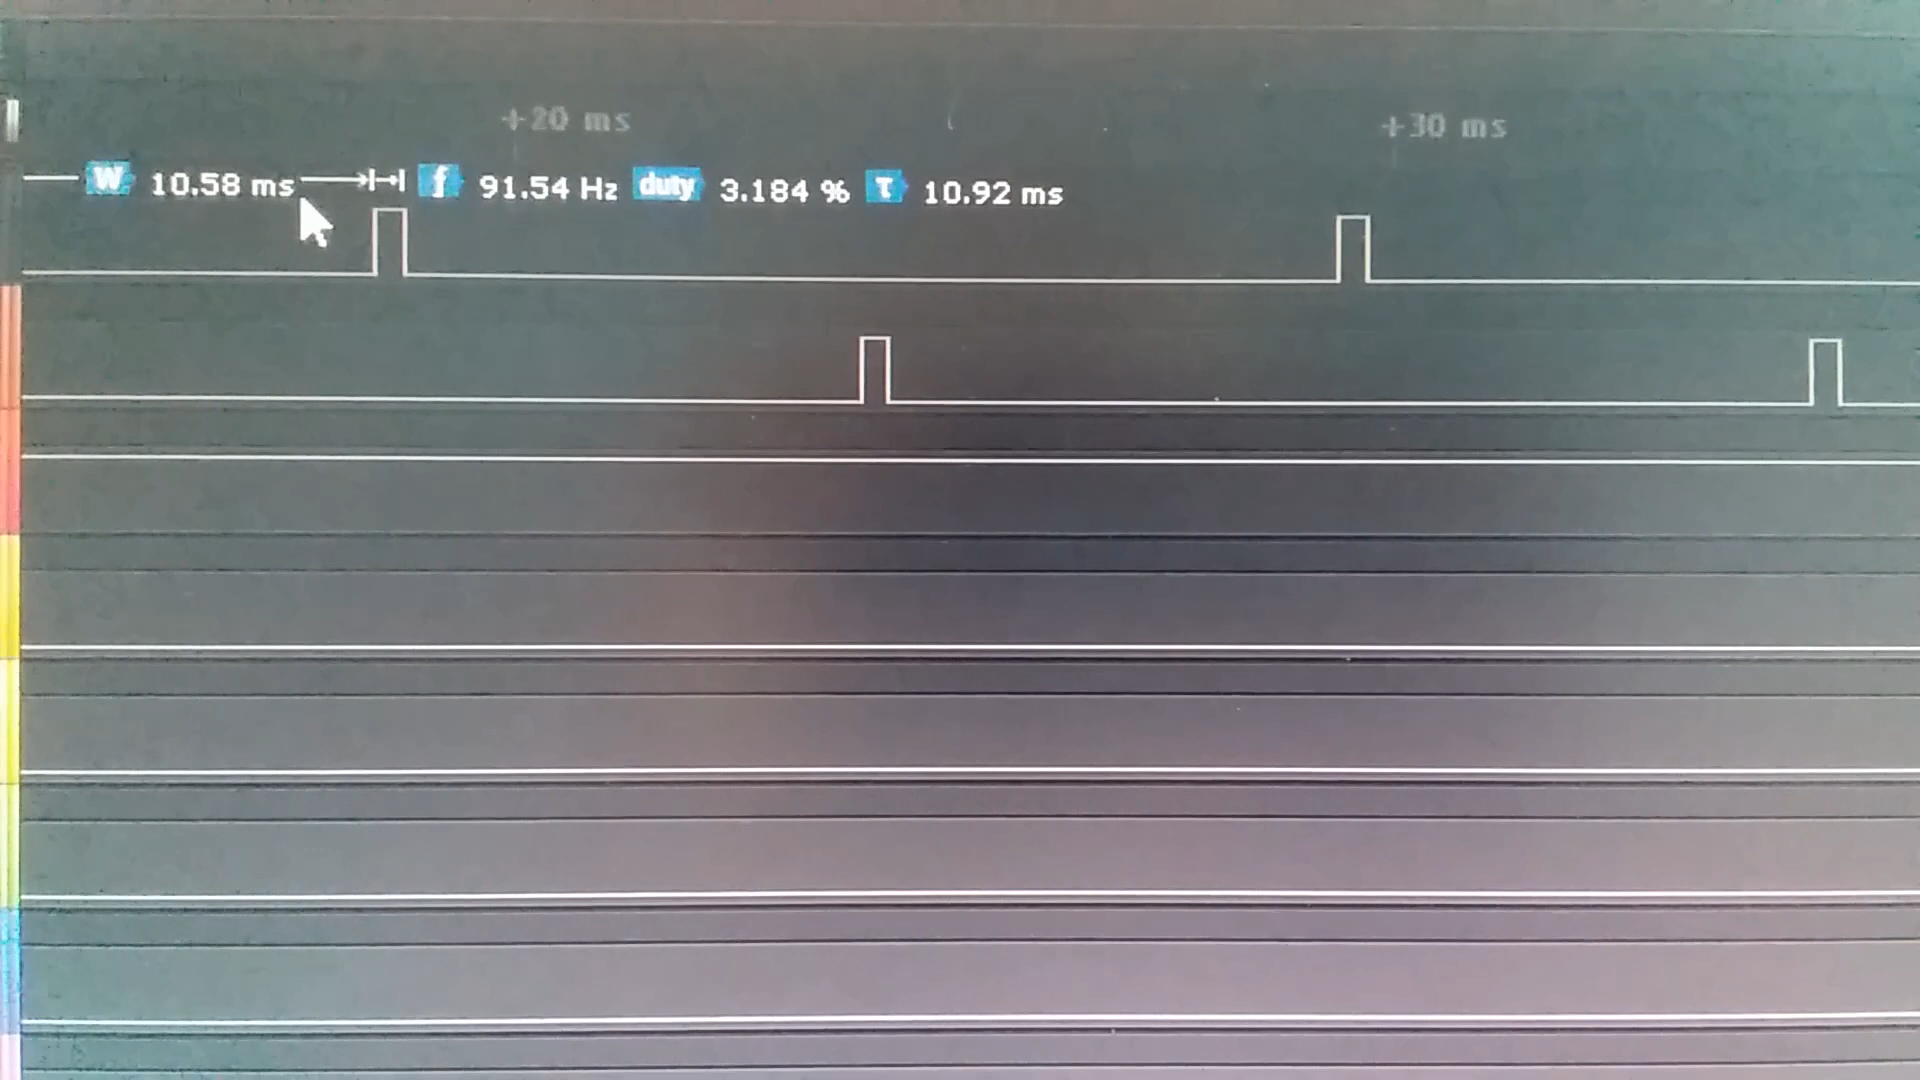 +20 ms +30 ms
W 10.58 ms f 91.54 Hz duty 3.184 % τ 10.92 ms